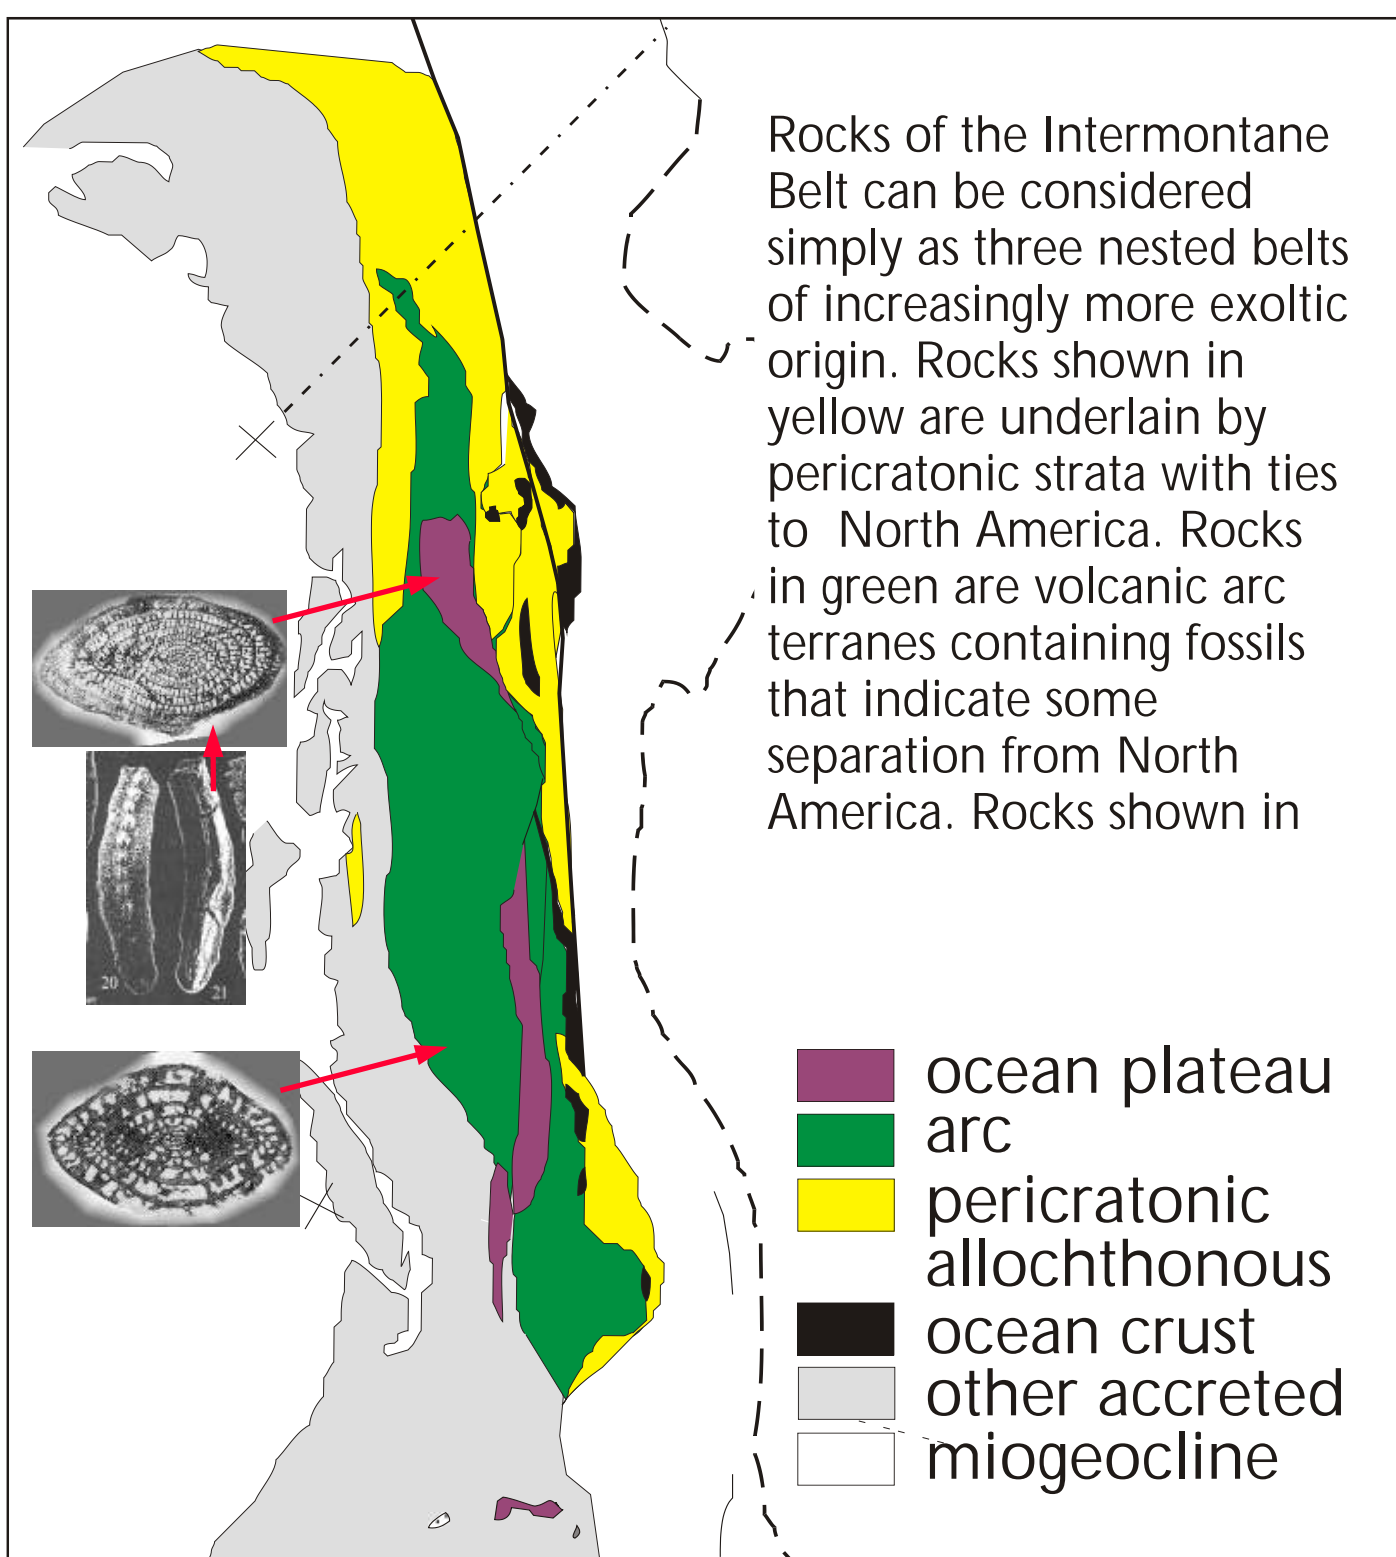 Rocks of the Intermontane
Belt can be considered
simply as three nested belts
of increasingly more exoltic
origin. Rocks shown in
yellow are underlain by
pericratonic strata with ties
to North America. Rocks
in green are volcanic arc
terranes containing fossils
that indicate some
separation from North
America. Rocks shown in
20
21
ocean plateau
arc
pericratonic
allochthonous
ocean crust
other accreted
miogeocline